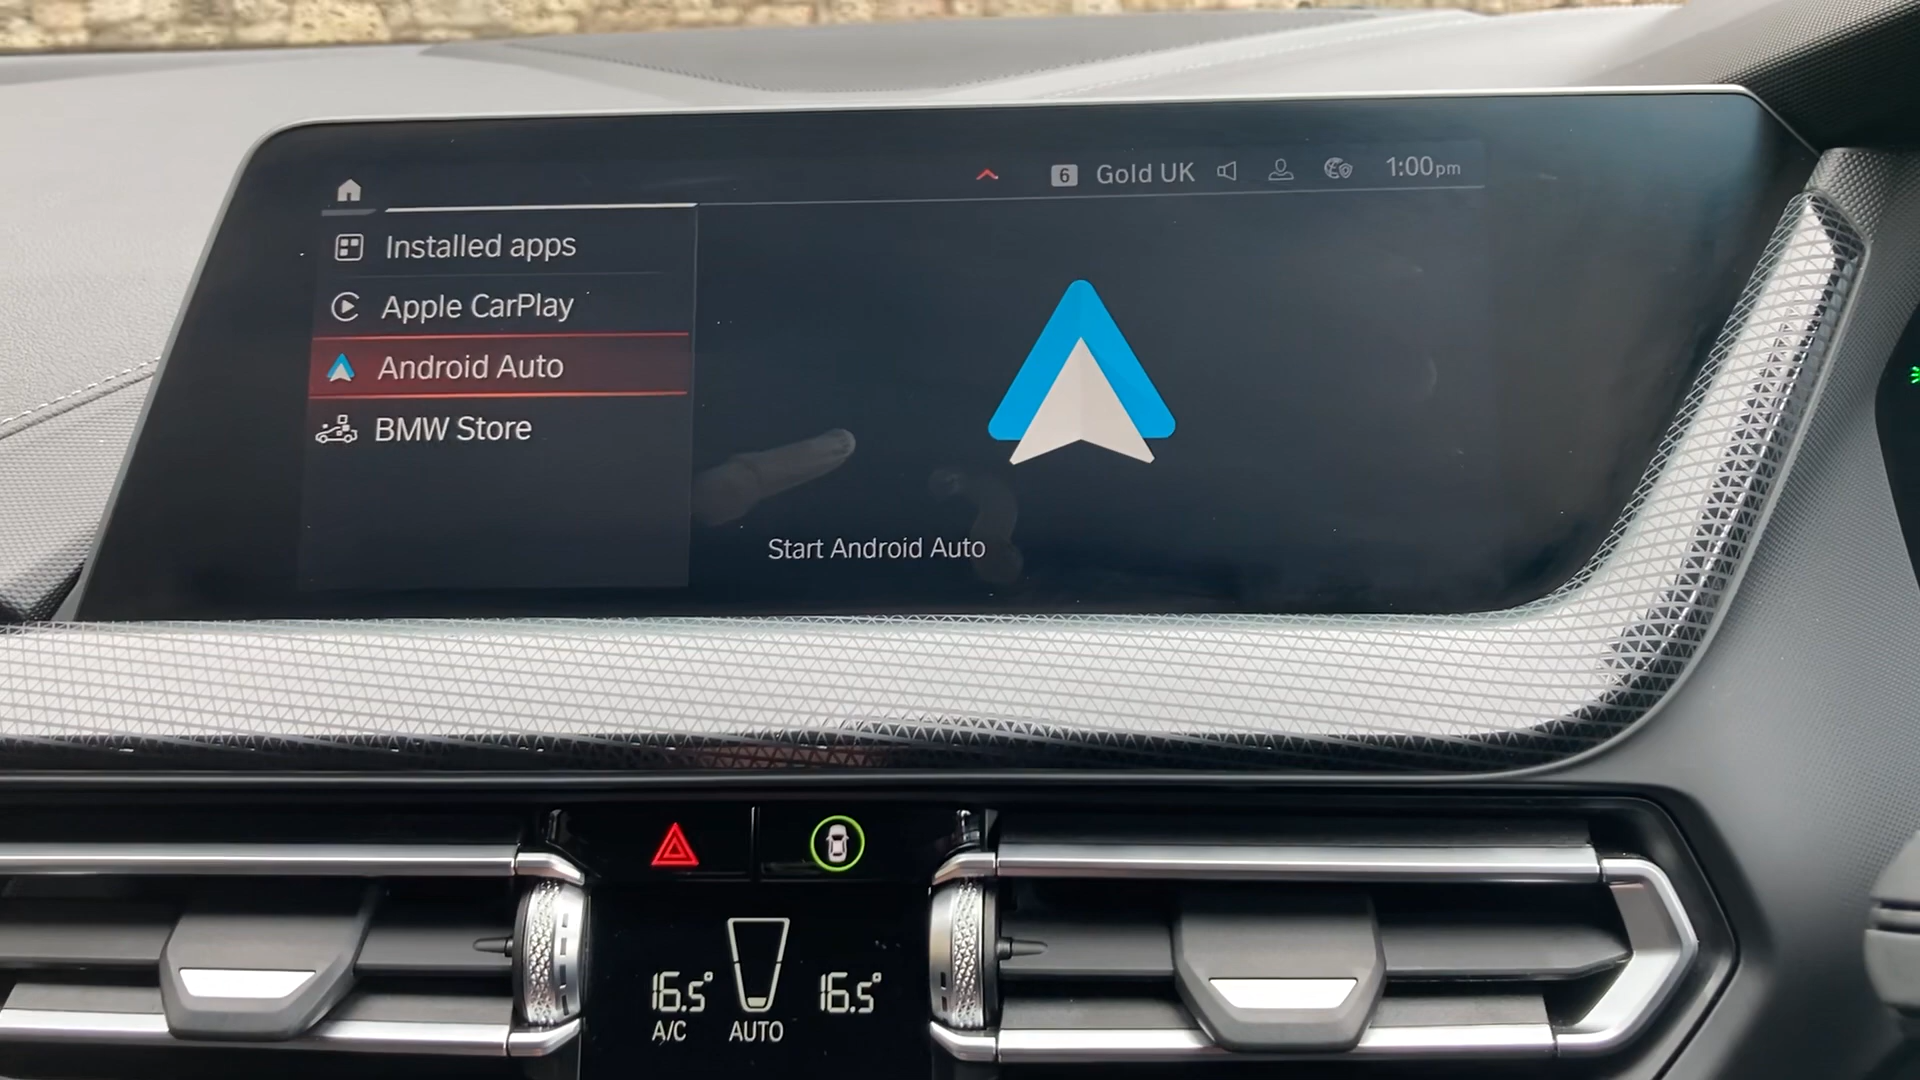 6 Gold UK 1:00pm
Installed apps
Apple CarPlay
Android Auto
BMW Store
Start Android Auto
16.5° 16.5°
A/C AUTO